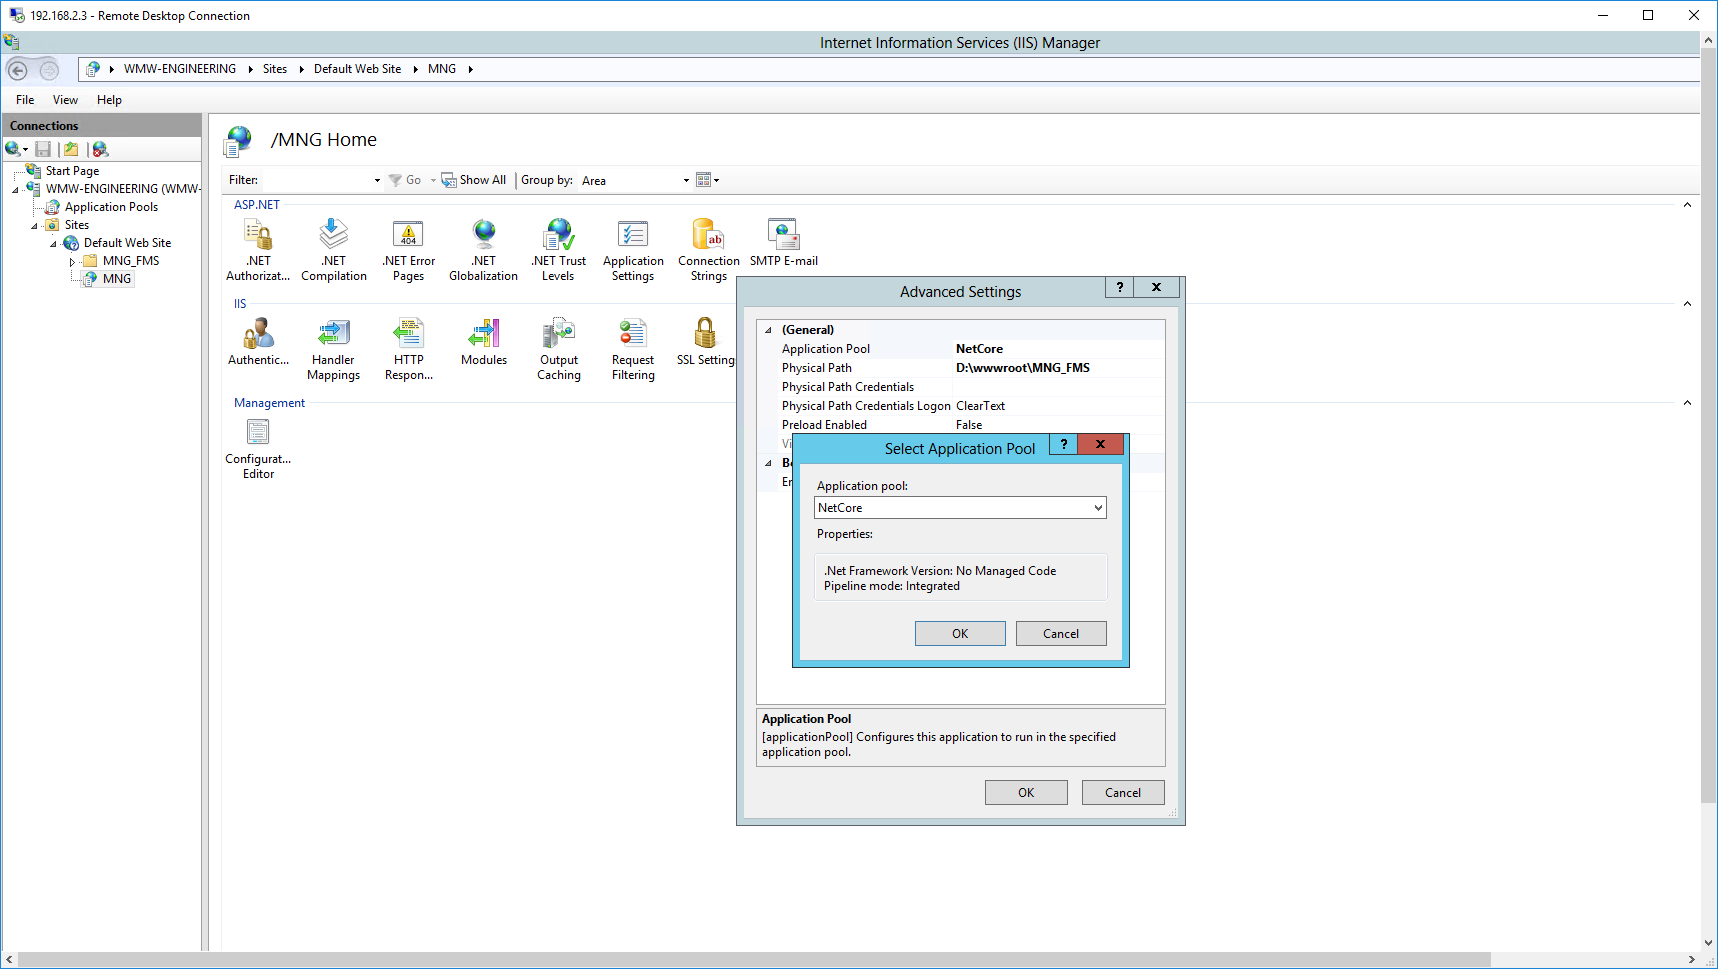 192.168.2.3 - Remote Desktop Connection
Internet Information Services (IIS) Manager
WMW-ENGINEERING Sites Default Web Site MNG
File View Help
Connections
Start Page
WMW-ENGINEERING (WMW-
Application Pools
Sites
Default Web Site
MNG_FMS
MNG
/MNG Home
Filter: Go Show All Group by: Area
ASP.NET
.NET Authorizat...
.NET Compilation
404
.NET Error Pages
.NET Globalization
.NET Trust Levels
Application Settings
ab
Connection Strings
SMTP E-mail
IIS
Authentic...
Handler Mappings
HTTP Respon...
Modules
Output Caching
Request Filtering
SSL Setting
Management
Configurat... Editor
Advanced Settings
? x
(General)
Application Pool NetCore
Physical Path D:\wwwroot\MNG_FMS
Physical Path Credentials
Physical Path Credentials Logon ClearText
Preload Enabled False
Select Application Pool
? x
Application pool:
NetCore
Properties:
.Net Framework Version: No Managed Code
Pipeline mode: Integrated
OK Cancel
Application Pool
[applicationPool] Configures this application to run in the specified
application pool.
OK Cancel